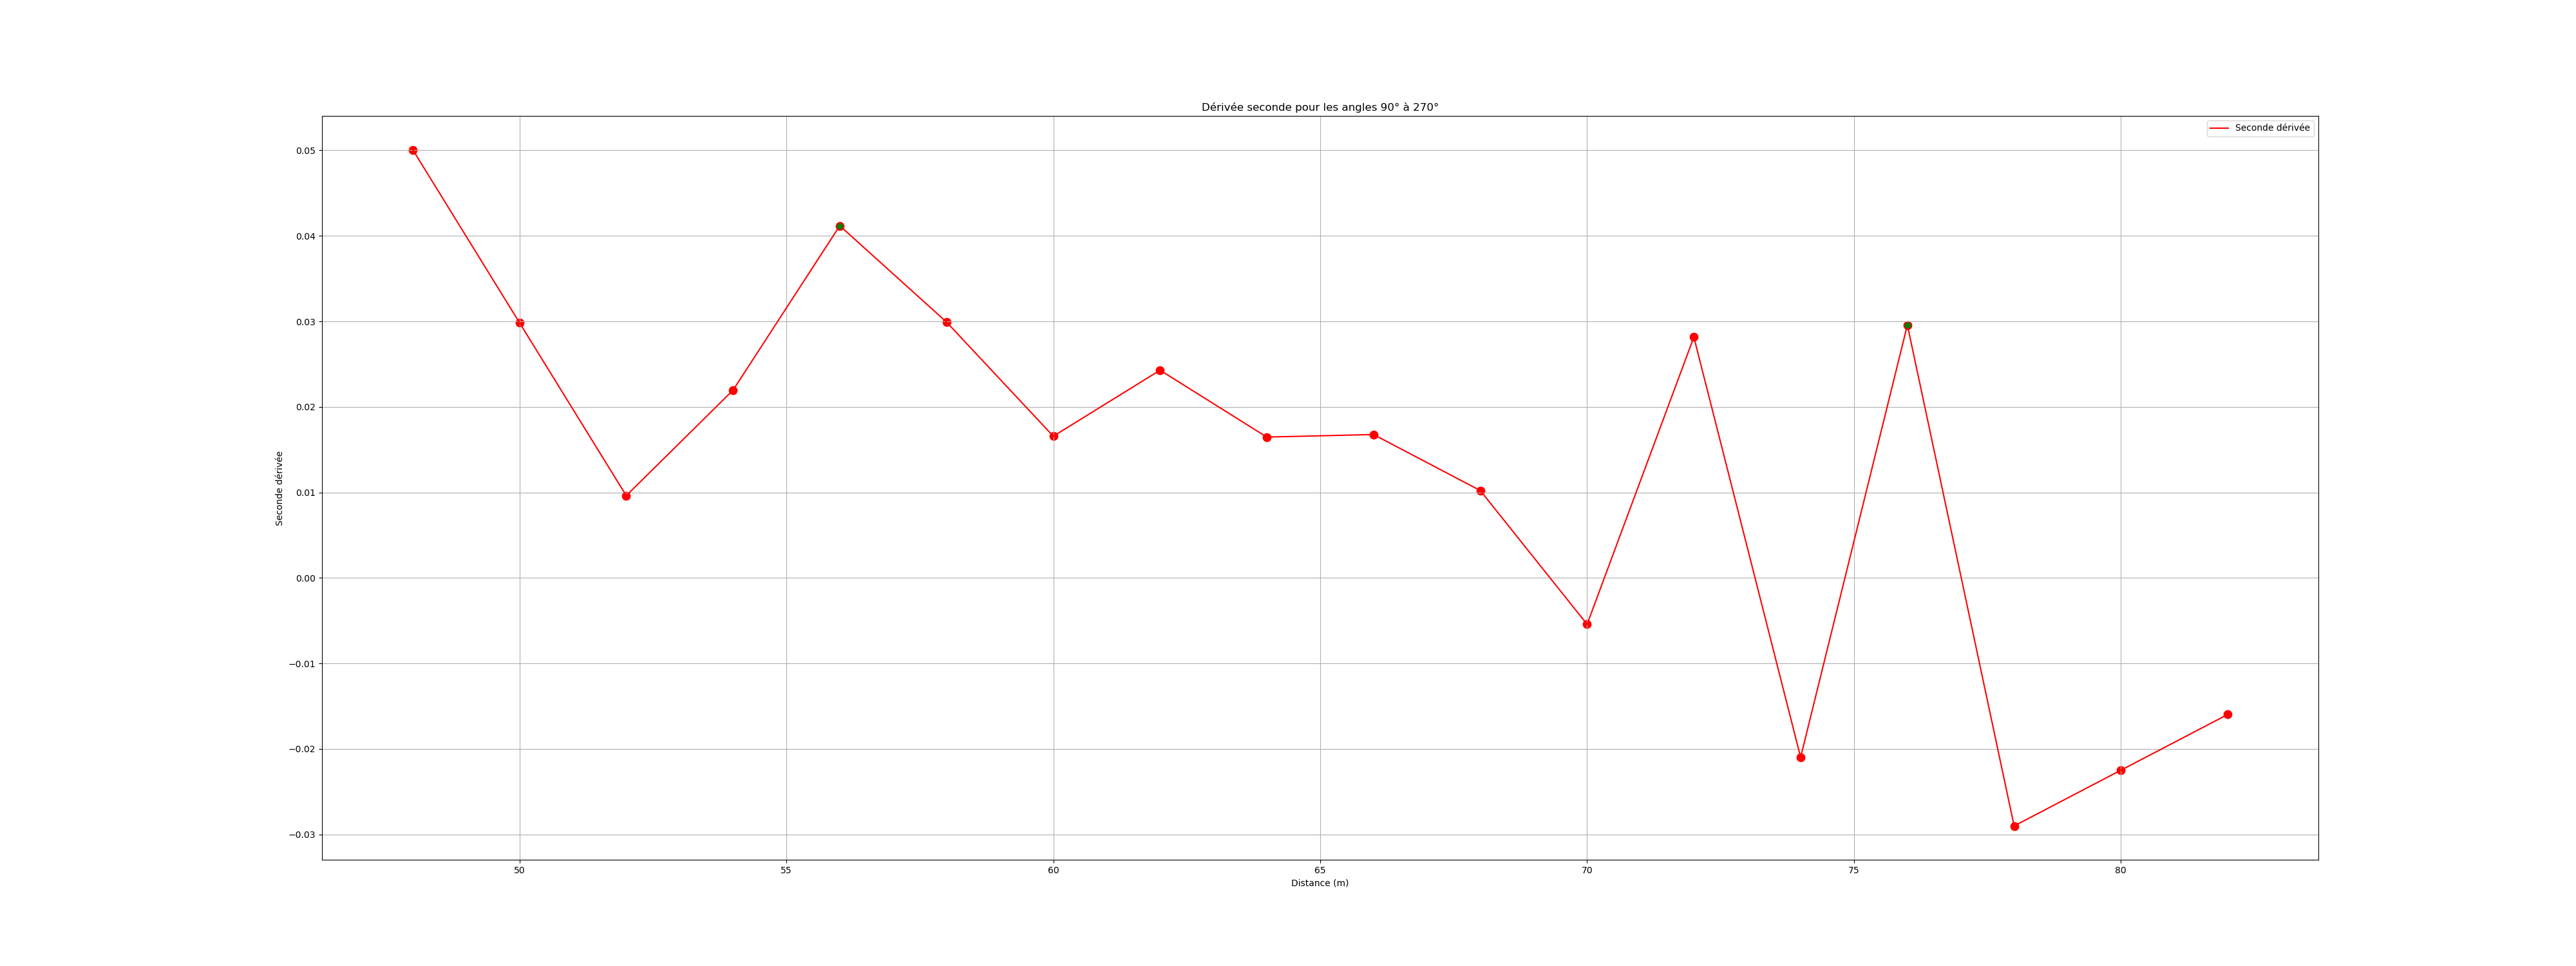 Dérivée seconde pour les angles 90° à 270°
Seconde dérivée
0.05
0.04
0.03
0.02
0.01
0.00
−0.01
−0.02
−0.03
Seconde dérivée
50 55 60 65 70 75 80
Distance (m)